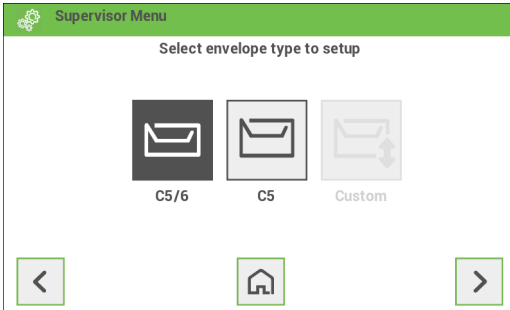 Supervisor Menu
Select envelope type to setup
C5/6
C5
Custom